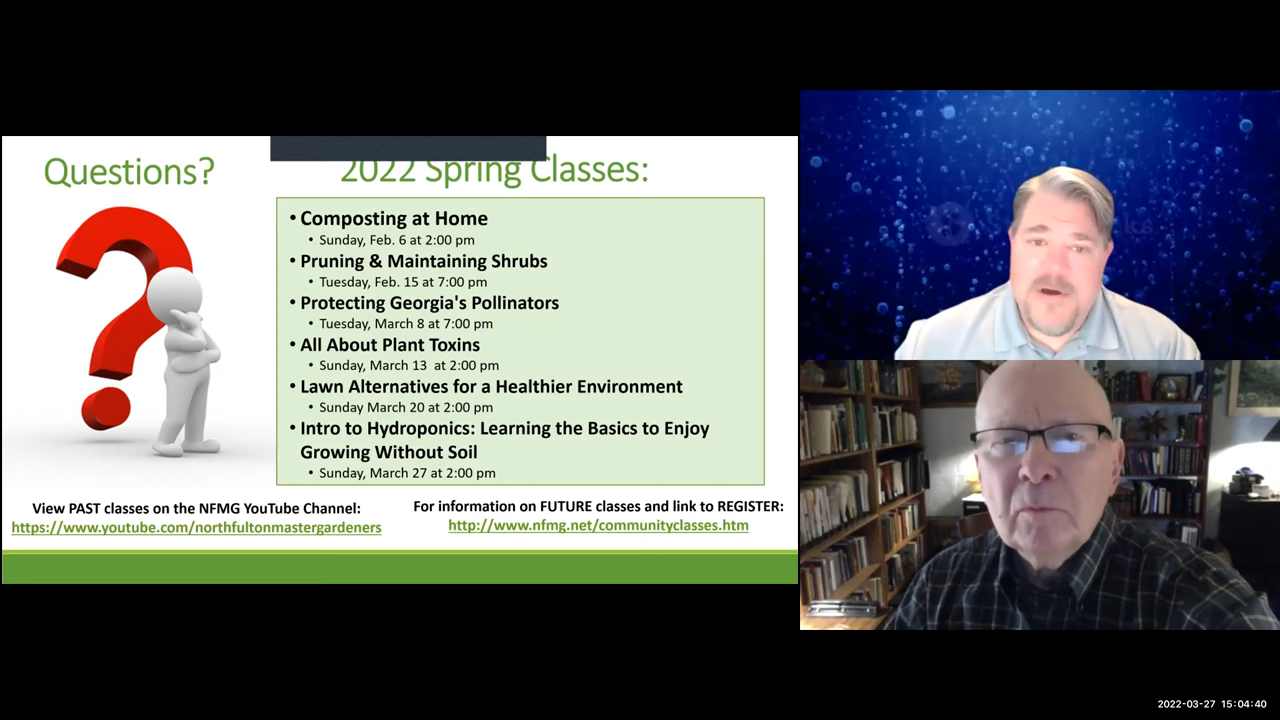 Questions?
2022 Spring Classes:
• Composting at Home
• Sunday, Feb. 6 at 2:00 pm
• Pruning & Maintaining Shrubs
• Tuesday, Feb. 15 at 7:00 pm
• Protecting Georgia's Pollinators
• Tuesday, March 8 at 7:00 pm
• All About Plant Toxins
• Sunday, March 13 at 2:00 pm
• Lawn Alternatives for a Healthier Environment
• Sunday March 20 at 2:00 pm
• Intro to Hydroponics: Learning the Basics to Enjoy
Growing Without Soil
• Sunday, March 27 at 2:00 pm
View PAST classes on the NFMG YouTube Channel:
https://www.youtube.com/northfultonmastergardeners
For information on FUTURE classes and link to REGISTER:
http://www.nfmg.net/communityclasses.htm
2022-03-27 15:04:40